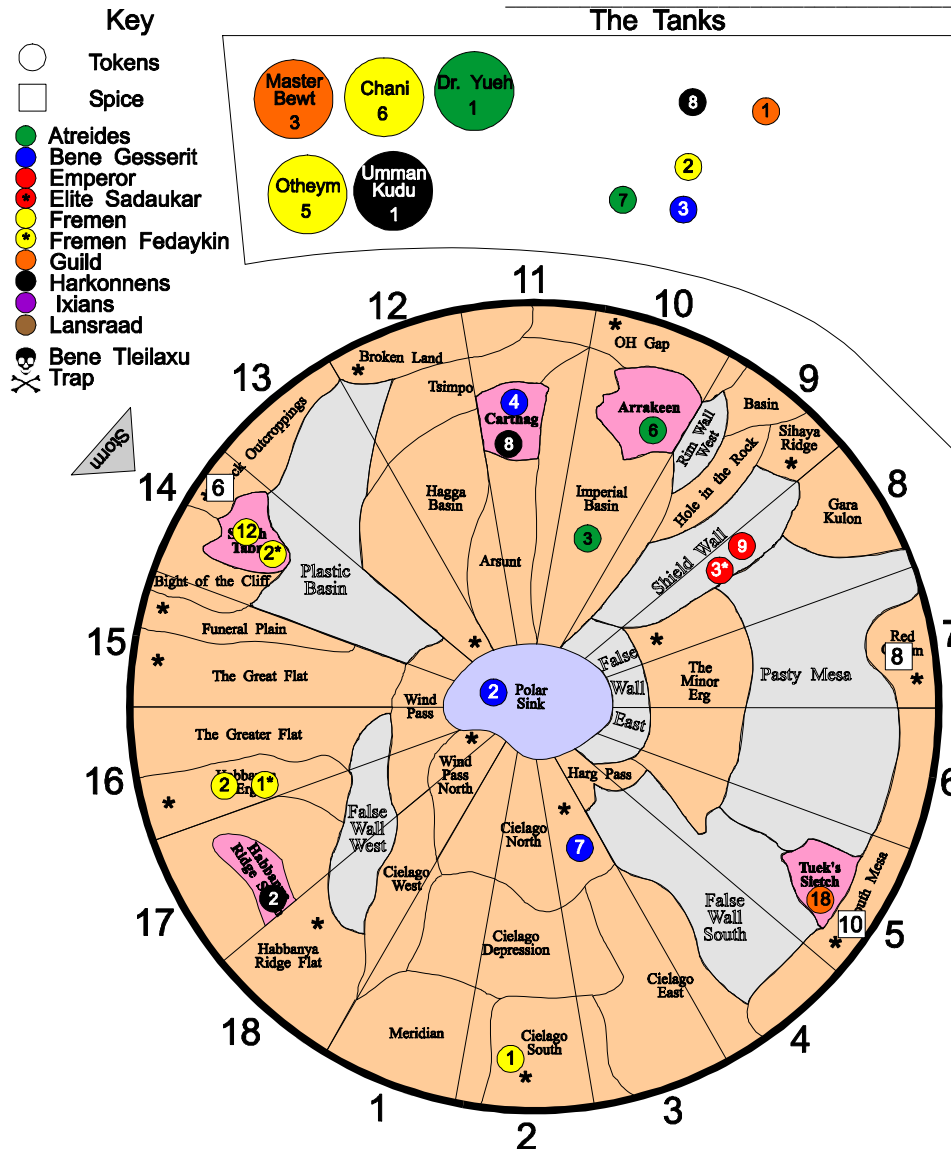 Key
The Tanks
Tokens
Spice
Atreides
Bene Gesserit
Emperor
* Elite Sadaukar
Fremen
* Fremen Fedaykin
Guild
Harkonnens
Ixians
Lansraad
Bene Tleilaxu
Trap
Master
Bewt
3
Chani
6
Dr. Yueh
1
Otheym
5
Umman
Kudu
1
8
1
2
7
3
Storm
11
12
10
13
9
14
8
15
7
16
6
17
5
18
4
1
3
2
* OH Gap
* Broken Land
Tsimpo
4
Carthag
8
Arrakeen
6
Rim Wall
West
Basin
Sihaya
Ridge
*
Hole in the Rock
Gara
Kulon
Outcroppings
6
12
2*
Hagga
Basin
Imperial
Basin
3
Shield Wall
9
3*
Arsunt
Plastic
Basin
Bight of the Cliff
*
Funeral Plain
*
The Great Flat
*
*
False
Wall
East
The
Minor
Erg
Pasty Mesa
Red
8
*
2
Polar
Sink
Wind
Pass
The Greater Flat
*
Wind
Pass
North
Harg Pass
*
2
1*
Erg
*
False
Wall
West
Cielago
North
7
Habbanya
Ridge
2
*
Habbanya
Ridge Flat
Cielago
West
Tuek's
Sietch
18
South Mesa
10
*
False
Wall
South
Cielago
Depression
Cielago
East
Meridian
Cielago
South
1
*